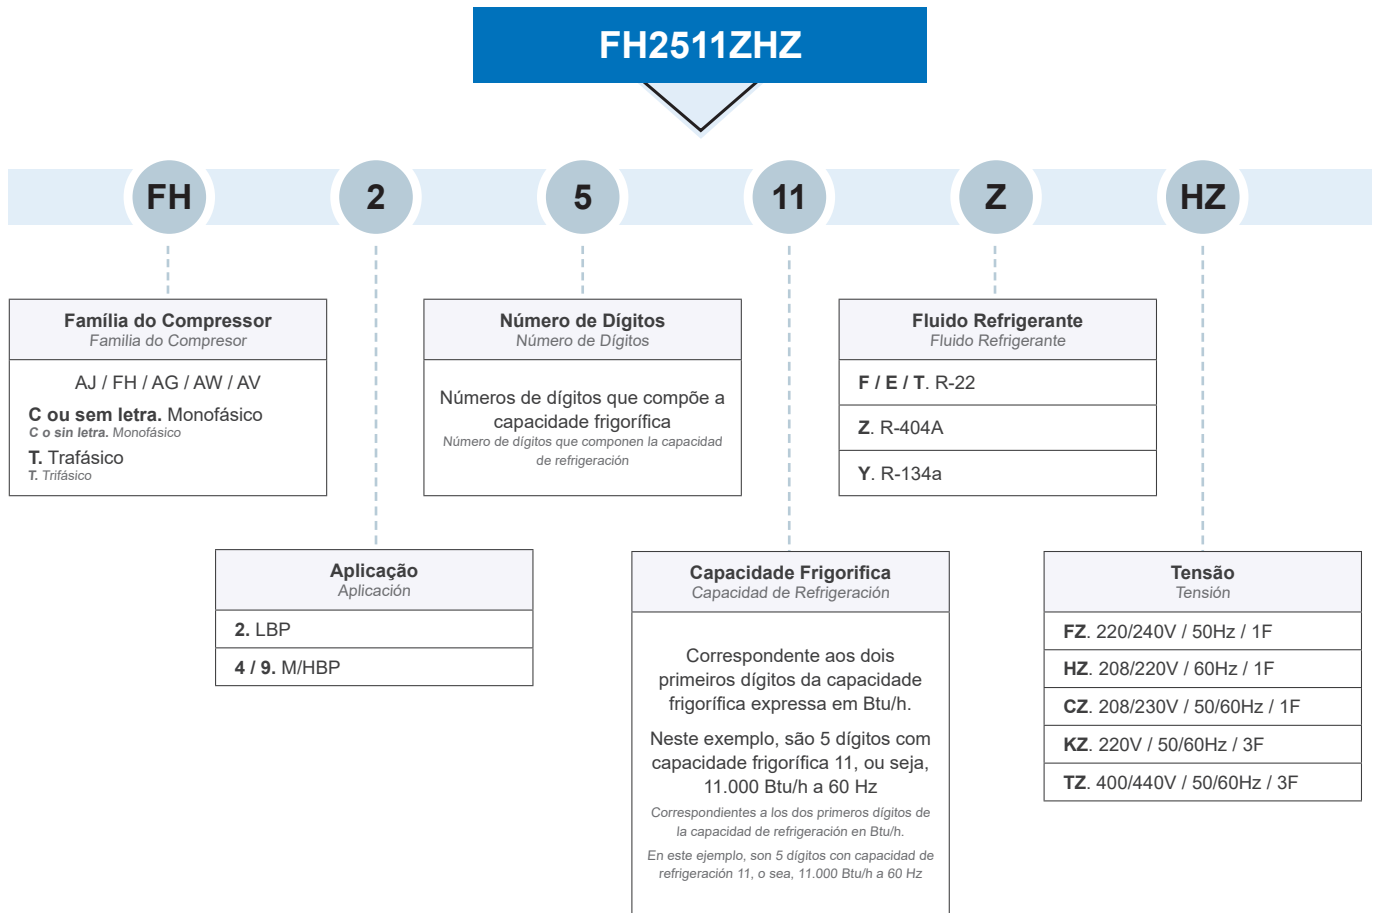 FH2511ZHZ
FH
2
5
11
Z
HZ
Família do Compressor
Familia do Compresor
AJ / FH / AG / AW / AV
C ou sem letra. Monofásico
C o sin letra. Monofásico
T. Trafásico
T. Trifásico
Número de Dígitos
Número de Dígitos
Números de dígitos que compõe a
capacidade frigorífica
Número de dígitos que componen la capacidad
de refrigeración
Fluido Refrigerante
Fluido Refrigerante
F / E / T. R-22
Z. R-404A
Y. R-134a
Aplicação
Aplicación
2. LBP
4 / 9. M/HBP
Capacidade Frigorifica
Capacidad de Refrigeración
Correspondente aos dois
primeiros dígitos da capacidade
frigorífica expressa em Btu/h.
Neste exemplo, são 5 dígitos com
capacidade frigorífica 11, ou seja,
11.000 Btu/h a 60 Hz
Correspondientes a los dos primeros dígitos de
la capacidad de refrigeración en Btu/h.
En este ejemplo, son 5 dígitos con capacidad de
refrigeración 11, o sea, 11.000 Btu/h a 60 Hz
Tensão
Tensión
FZ. 220/240V / 50Hz / 1F
HZ. 208/220V / 60Hz / 1F
CZ. 208/230V / 50/60Hz / 1F
KZ. 220V / 50/60Hz / 3F
TZ. 400/440V / 50/60Hz / 3F